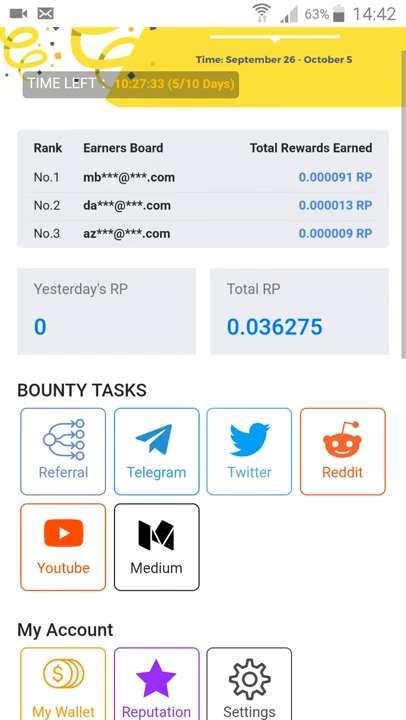 63% 14:42
Time: September 26 - October 5
TIME LEFT : 10:27:33 (5/10 Days)
Rank Earners Board Total Rewards Earned
No.1 mb***@***.com 0.000091 RP
No.2 da***@***.com 0.000013 RP
No.3 az***@***.com 0.000009 RP
Yesterday's RP Total RP
0 0.036275
BOUNTY TASKS
Referral Telegram Twitter Reddit
Youtube Medium
My Account
My Wallet Reputation Settings